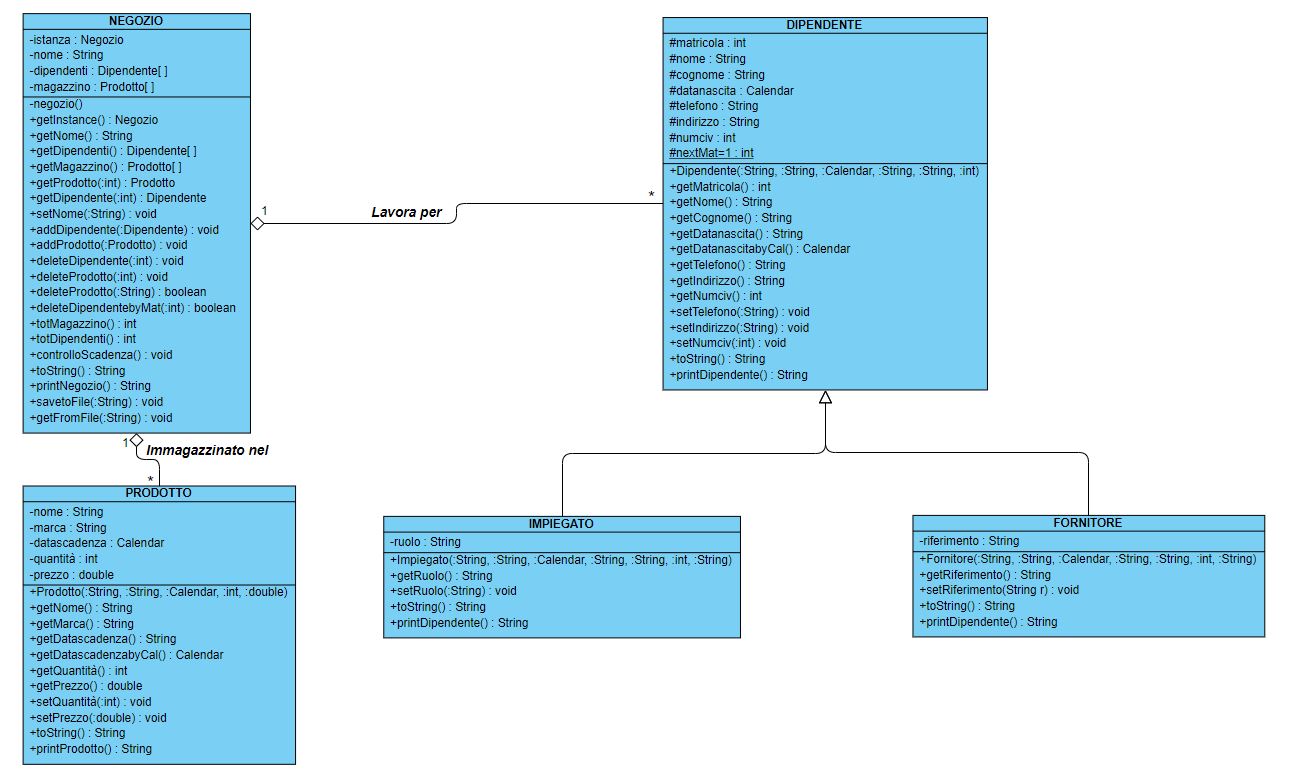 NEGOZIO
-istanza : Negozio
-nome : String
-dipendenti : Dipendente[ ]
-magazzino : Prodotto[ ]
-negozio()
+getInstance() : Negozio
+getNome() : String
+getDipendenti() : Dipendente[ ]
+getMagazzino() : Prodotto[ ]
+getProdotto(:int) : Prodotto
+getDipendente(:int) : Dipendente
+setNome(:String) : void
+addDipendente(:Dipendente) : void
+addProdotto(:Prodotto) : void
+deleteDipendente(:int) : void
+deleteProdotto(:int) : void
+deleteProdotto(:String) : boolean
+deleteDipendentebyMat(:int) : boolean
+totMagazzino() : int
+totDipendenti() : int
+controlloScadenza() : void
+toString() : String
+printNegozio() : String
+savetoFile(:String) : void
+getFromFile(:String) : void
1
Lavora per
*
DIPENDENTE
#matricola : int
#nome : String
#cognome : String
#datanascita : Calendar
#telefono : String
#indirizzo : String
#numciv : int
#nextMat=1 : int
+Dipendente(:String, :String, :Calendar, :String, :String, :int)
+getMatricola() : int
+getNome() : String
+getCognome() : String
+getDatanascita() : String
+getDatanascitabyCal() : Calendar
+getTelefono() : String
+getIndirizzo() : String
+getNumciv() : int
+setTelefono(:String) : void
+setIndirizzo(:String) : void
+setNumciv(:int) : void
+toString() : String
+printDipendente() : String
1
Immagazzinato nel
*
PRODOTTO
-nome : String
-marca : String
-datascadenza : Calendar
-quantità : int
-prezzo : double
+Prodotto(:String, :String, :Calendar, :int, :double)
+getNome() : String
+getMarca() : String
+getDatascadenza() : String
+getDatascadenzabyCal() : Calendar
+getQuantità() : int
+getPrezzo() : double
+setQuantità(:int) : void
+setPrezzo(:double) : void
+toString() : String
+printProdotto() : String
IMPIEGATO
-ruolo : String
+Impiegato(:String, :String, :Calendar, :String, :String, :int, :String)
+getRuolo() : String
+setRuolo(:String) : void
+toString() : String
+printDipendente() : String
FORNITORE
-riferimento : String
+Fornitore(:String, :String, :Calendar, :String, :String, :int, :String)
+getRiferimento() : String
+setRiferimento(String r) : void
+toString() : String
+printDipendente() : String